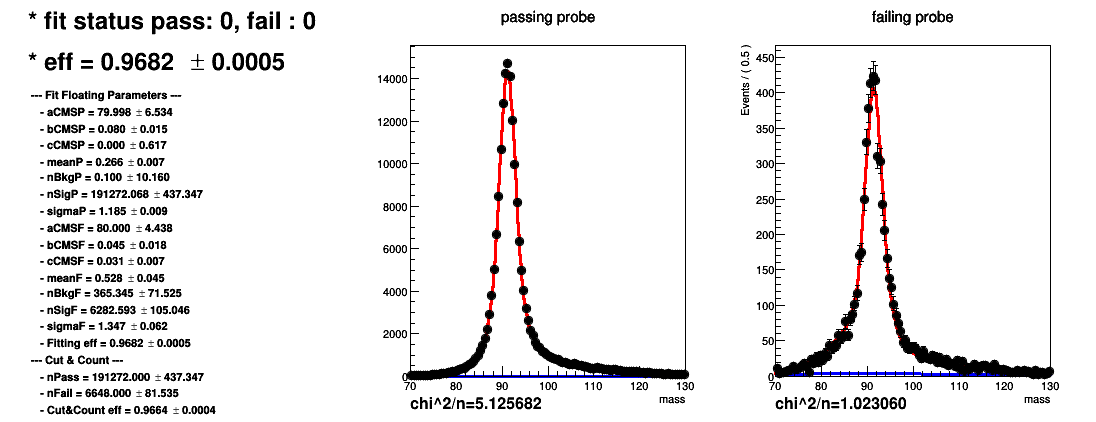 * fit status pass: 0, fail : 0
* eff = 0.9682 ± 0.0005
--- Fit Floating Parameters ---
- aCMSP = 79.998 ± 6.534
- bCMSP = 0.080 ± 0.015
- cCMSP = 0.000 ± 0.617
- meanP = 0.266 ± 0.007
- nBkgP = 0.100 ± 10.160
- nSigP = 191272.068 ± 437.347
- sigmaP = 1.185 ± 0.009
- aCMSF = 80.000 ± 4.438
- bCMSF = 0.045 ± 0.018
- cCMSF = 0.031 ± 0.007
- meanF = 0.528 ± 0.045
- nBkgF = 365.345 ± 71.525
- nSigF = 6282.593 ± 105.046
- sigmaF = 1.347 ± 0.062
- Fitting eff = 0.9682 ± 0.0005
--- Cut & Count ---
- nPass = 191272.000 ± 437.347
- nFail = 6648.000 ± 81.535
- Cut&Count eff = 0.9664 ± 0.0004
passing probe
14000
12000
10000
8000
6000
4000
2000
0
70 80 90 100 110 120 130
mass
chi^2/n=5.125682
failing probe
Events / ( 0.5 )
450
400
350
300
250
200
150
100
50
0
70 80 90 100 110 120 130
mass
chi^2/n=1.023060